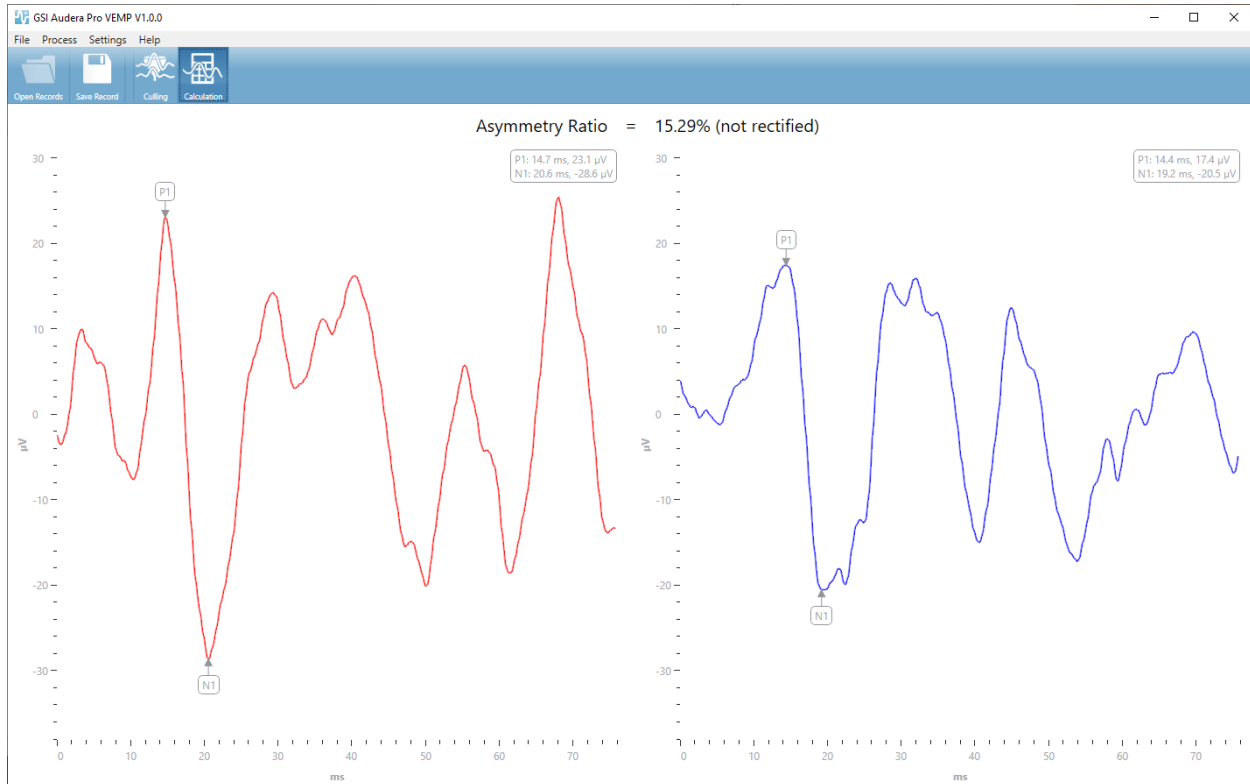 GSI Audera Pro VEMP V1.0.0
File Process Settings Help
Open Records Save Record Culling Calculation
Asymmetry Ratio = 15.29% (not rectified)
P1: 14.7 ms, 23.1 µV
N1: 20.6 ms, -28.6 µV
P1
N1
30
20
10
0
-10
-20
-30
µV
0 10 20 30 40 50 60 70
ms
P1: 14.4 ms, 17.4 µV
N1: 19.2 ms, -20.5 µV
P1
N1
30
20
10
0
-10
-20
-30
µV
0 10 20 30 40 50 60 70
ms